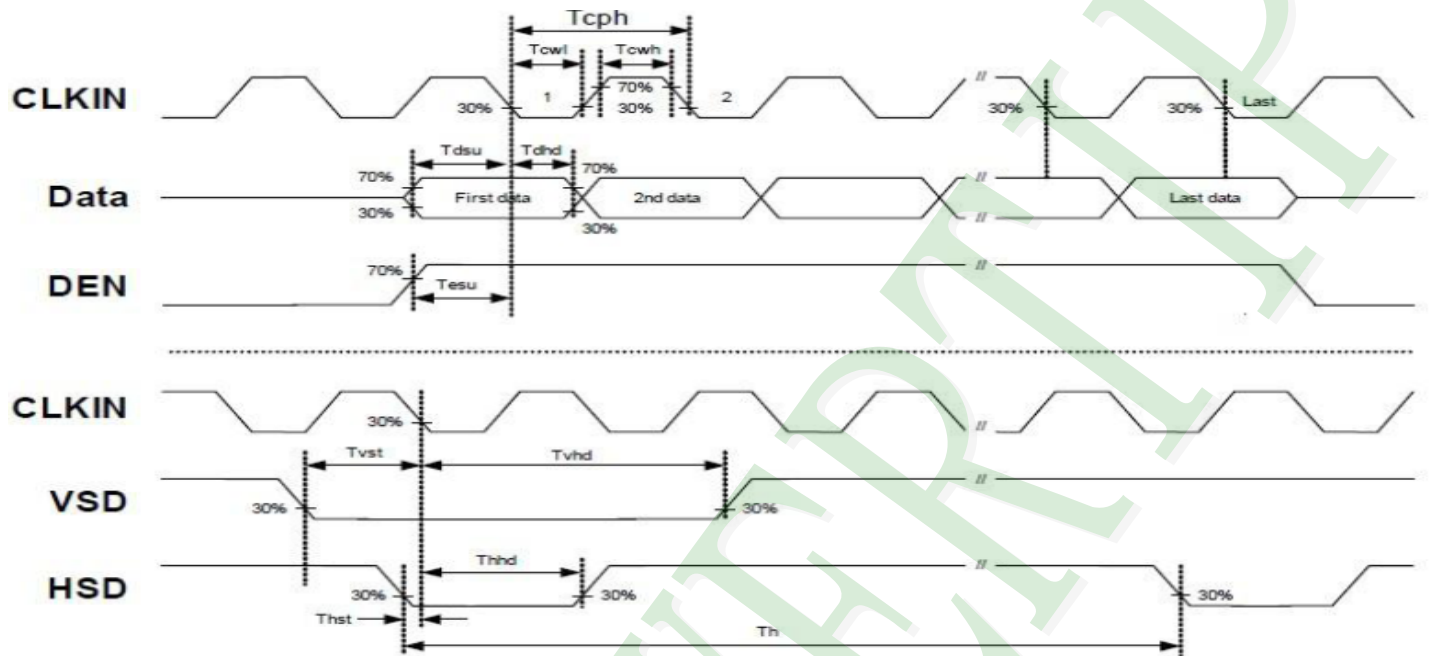 Tcph
Tcwl Tcwh
CLKIN 30% 1 70% 30% 2 // 30% 30% Last
Tdsu Tdhd
Data 70% 30% First data 70% 30% 2nd data // // Last data
DEN 70% Tesu //
CLKIN 30% //
Tvst Tvhd
VSD 30% 30% //
Thhd
HSD 30% 30% // 30%
Thst
Th